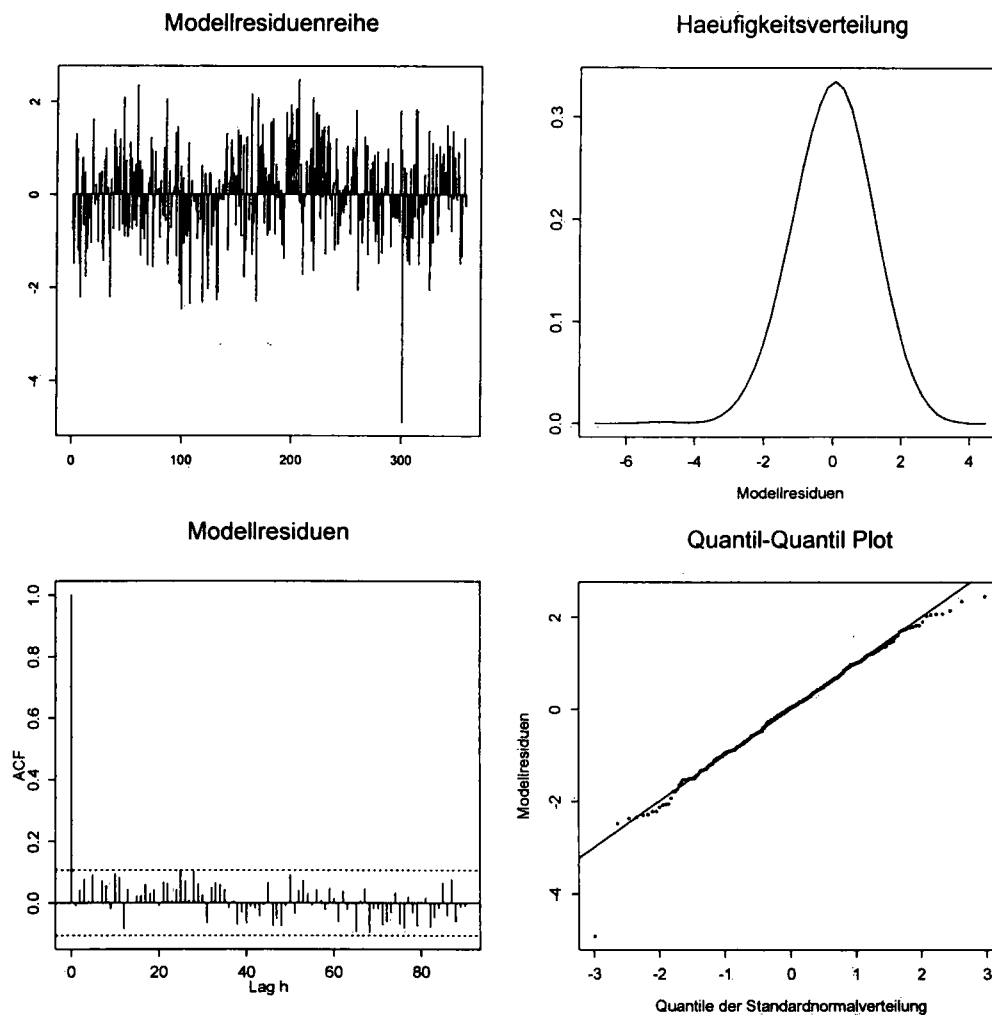 Modellresiduenreihe
2
0
-2
-4
0 100 200 300
Haeufigkeitsverteilung
0.3
0.2
0.1
0.0
-6 -4 -2 0 2 4
Modellresiduen
Modellresiduen
ACF
1.0
0.8
0.6
0.4
0.2
0.0
0 20 40 60 80
Lag h
Quantil-Quantil Plot
Modellresiduen
2
0
-2
-4
-3 -2 -1 0 1 2 3
Quantile der Standardnormalverteilung